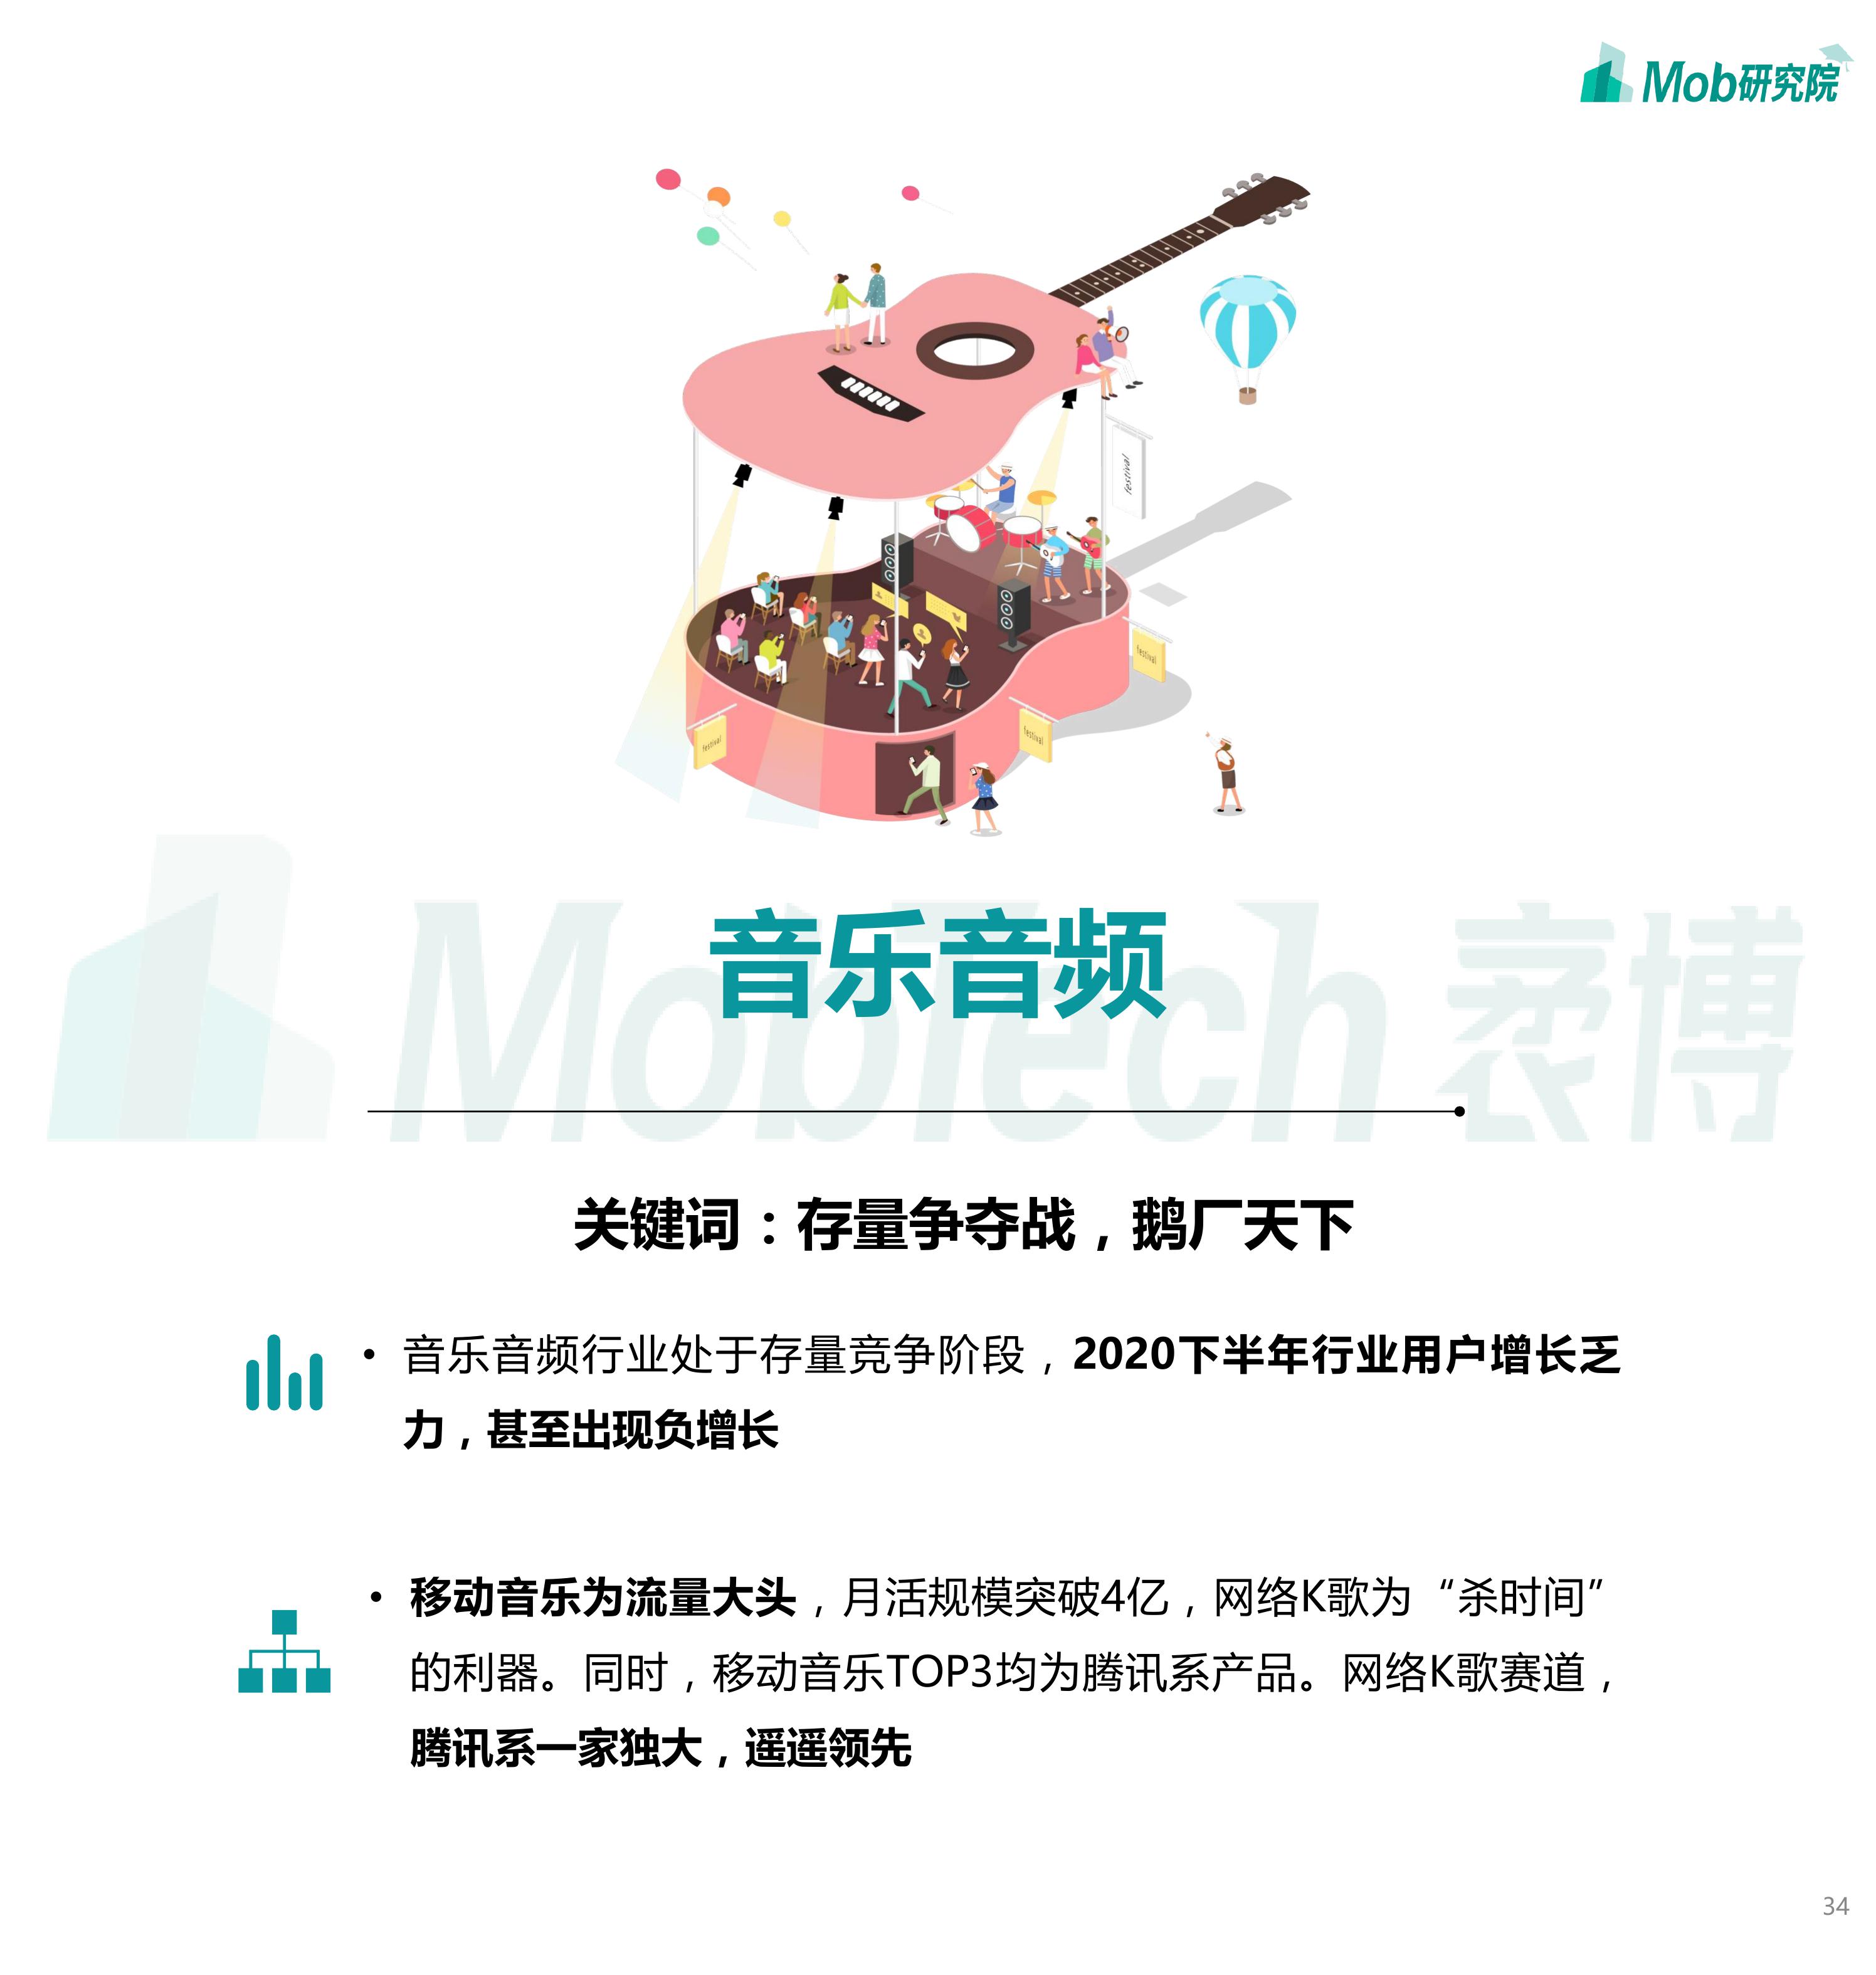 Mob研究院
festival
festival
festival
festival
MobTech 袤博
音乐音频
关键词：存量争夺战，鹅厂天下
• 音乐音频行业处于存量竞争阶段，2020下半年行业用户增长乏
力，甚至出现负增长
• 移动音乐为流量大头，月活规模突破4亿，网络K歌为“杀时间”
的利器。同时，移动音乐TOP3均为腾讯系产品。网络K歌赛道，
腾讯系一家独大，遥遥领先
34